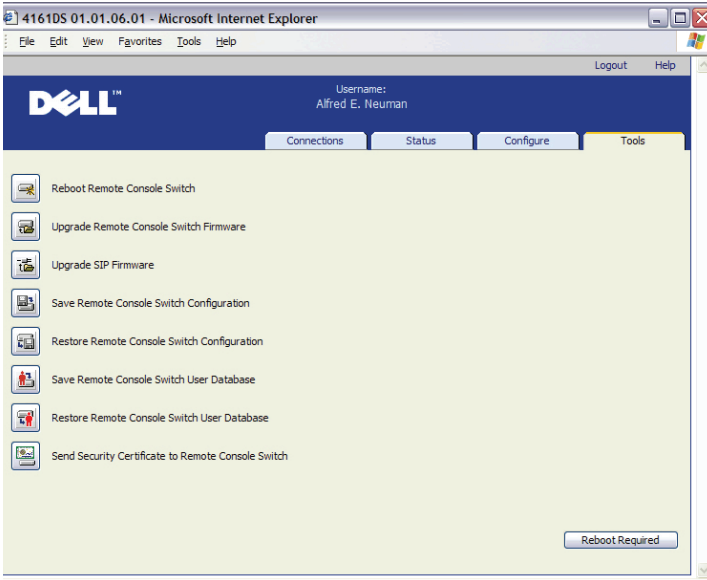 4161DS 01.01.06.01 - Microsoft Internet Explorer
File Edit View Favorites Tools Help
Logout Help
DELL™
Username:
Alfred E. Neuman
Connections Status Configure Tools
Reboot Remote Console Switch
Upgrade Remote Console Switch Firmware
Upgrade SIP Firmware
Save Remote Console Switch Configuration
Restore Remote Console Switch Configuration
Save Remote Console Switch User Database
Restore Remote Console Switch User Database
Send Security Certificate to Remote Console Switch
Reboot Required